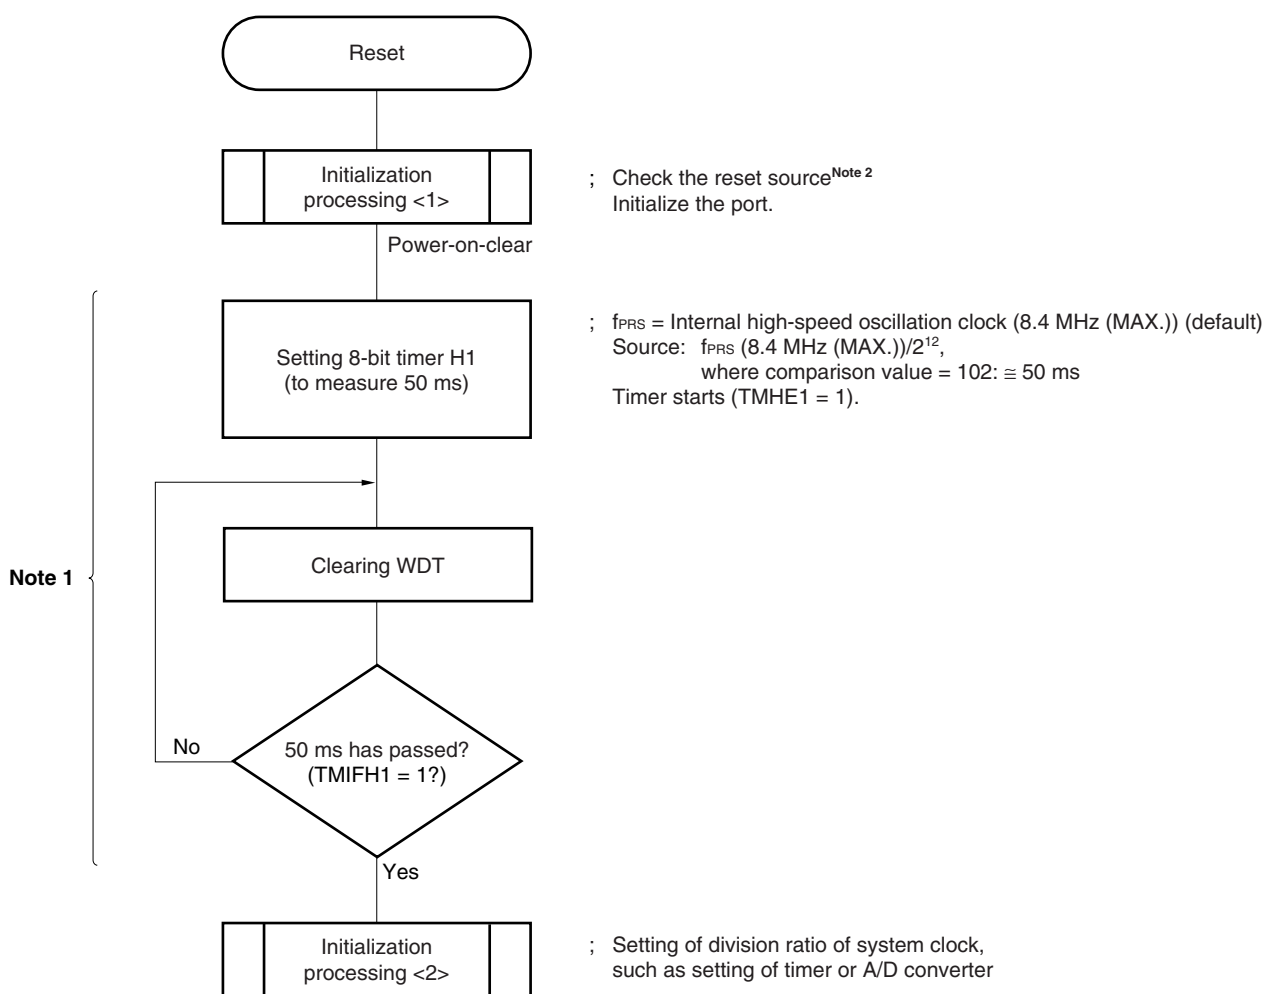 Reset
Initialization
processing <1>
; Check the reset sourceNote 2
Initialize the port.
Power-on-clear
Setting 8-bit timer H1
(to measure 50 ms)
; fPRS = Internal high-speed oscillation clock (8.4 MHz (MAX.)) (default)
Source: fPRS (8.4 MHz (MAX.))/2¹²,
where comparison value = 102: ≅ 50 ms
Timer starts (TMHE1 = 1).
Clearing WDT
Note 1
No
50 ms has passed?
(TMIFH1 = 1?)
Yes
Initialization
processing <2>
; Setting of division ratio of system clock,
such as setting of timer or A/D converter